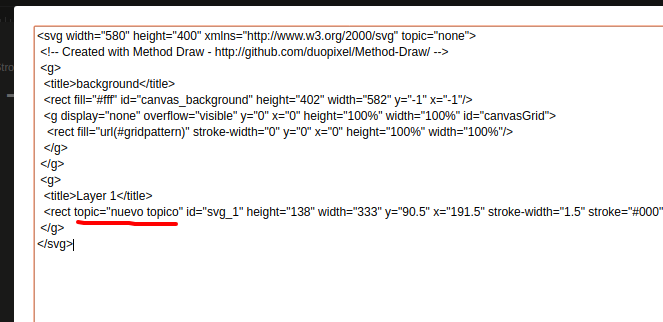 <svg width="580" height="400" xmlns="http://www.w3.org/2000/svg" topic="none">
<!-- Created with Method Draw - http://github.com/duopixel/Method-Draw/ -->
<g>
<title>background</title>
<rect fill="#fff" id="canvas_background" height="402" width="582" y="-1" x="-1"/>
<g display="none" overflow="visible" y="0" x="0" height="100%" width="100%" id="canvasGrid">
<rect fill="url(#gridpattern)" stroke-width="0" y="0" x="0" height="100%" width="100%"/>
</g>
</g>
<g>
<title>Layer 1</title>
<rect topic="nuevo topico" id="svg_1" height="138" width="333" y="90.5" x="191.5" stroke-width="1.5" stroke="#000"
</g>
</svg>